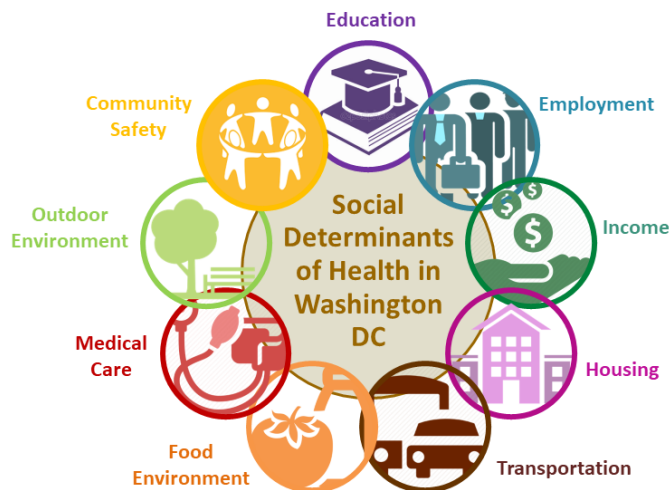 Education
Employment
Income
Housing
Transportation
Food
Environment
Medical
Care
Outdoor
Environment
Community
Safety
Social
Determinants
of Health in
Washington
DC